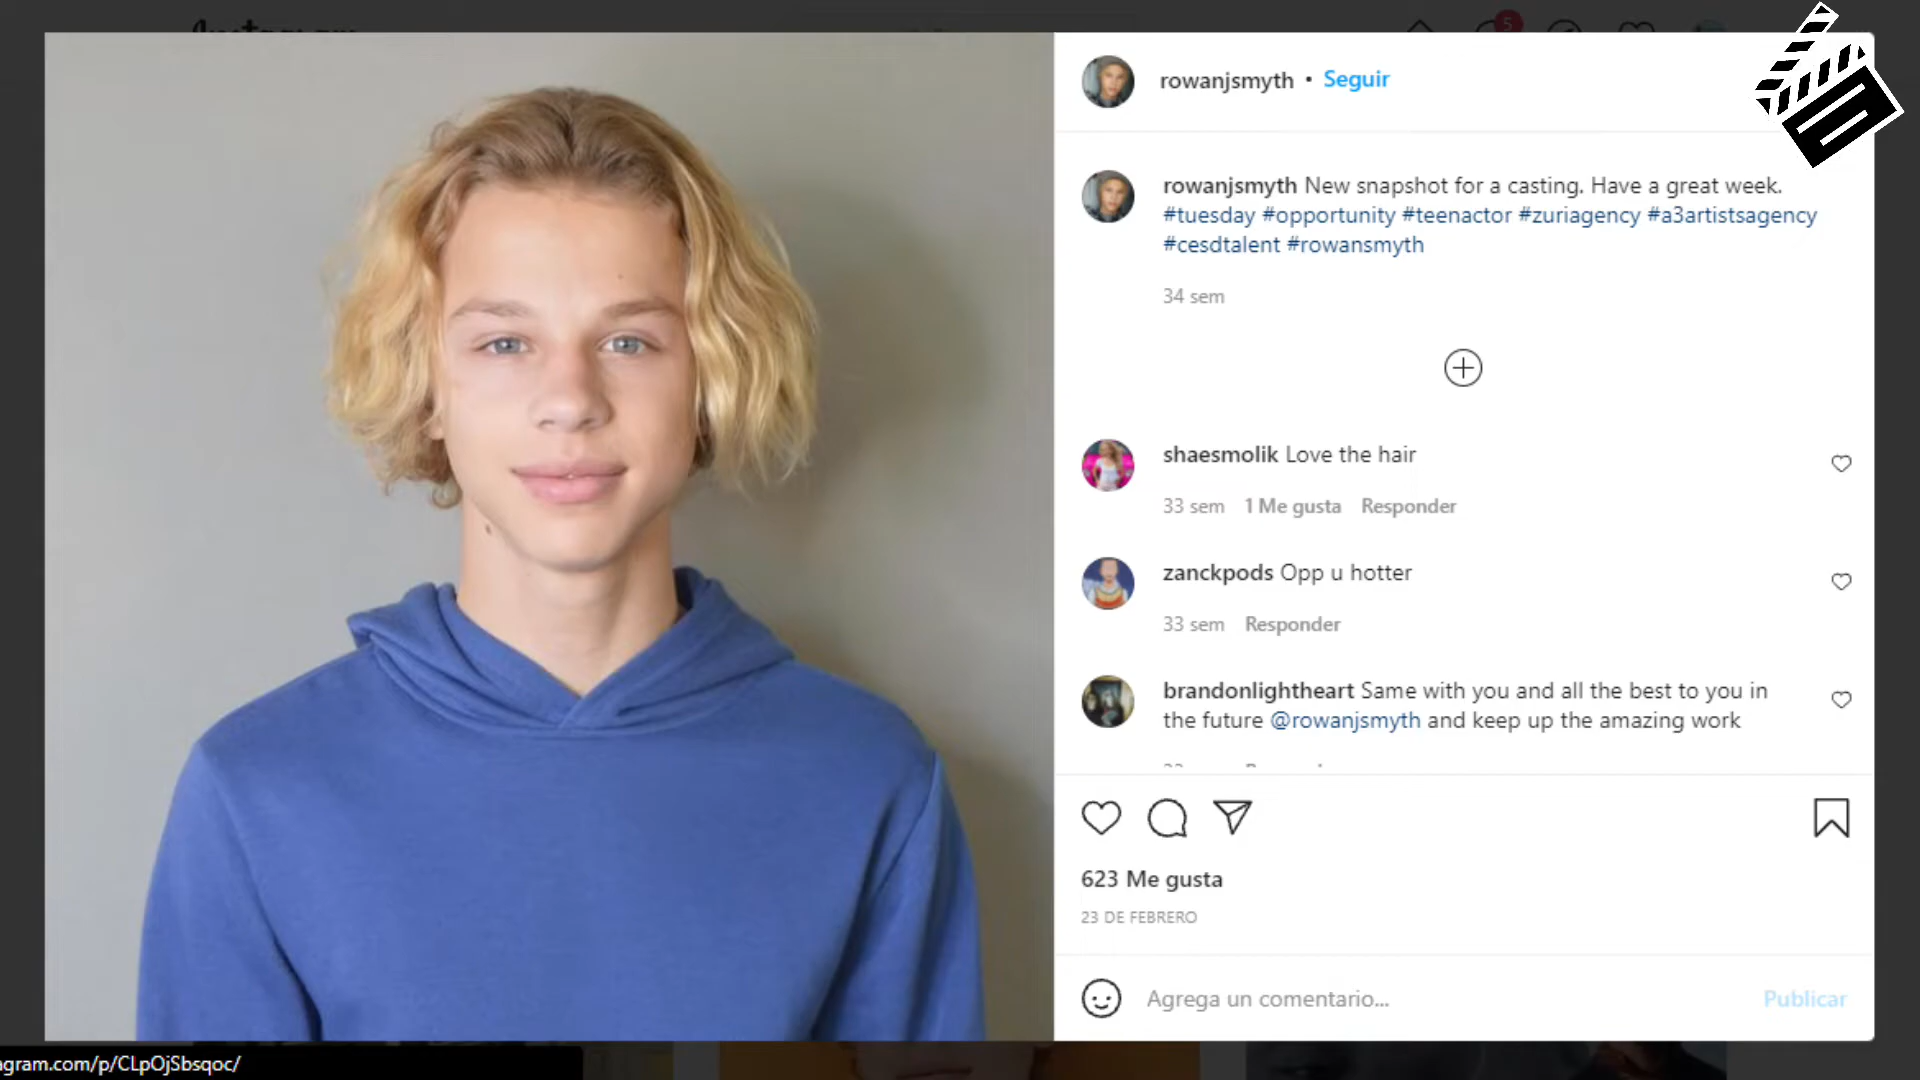 Instagram
5
rowanjsmyth • Seguir
rowanjsmyth New snapshot for a casting. Have a great week.
#tuesday #opportunity #teenactor #zuriagency #a3artistsagency
#cesdtalent #rowansmyth
34 sem
shaesmolik Love the hair
33 sem 1 Me gusta Responder
zanckpods Opp u hotter
33 sem Responder
brandonlightheart Same with you and all the best to you in
the future @rowanjsmyth and keep up the amazing work
623 Me gusta
23 DE FEBRERO
Agrega un comentario...
Publicar
agram.com/p/CLpOjSbsqoc/